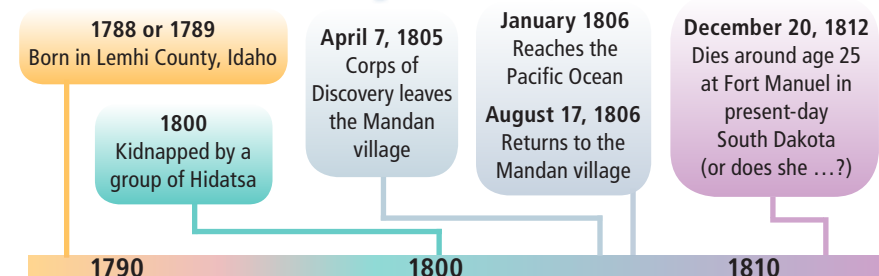 1788 or 1789
Born in Lemhi County, Idaho
1800
Kidnapped by a
group of Hidatsa
April 7, 1805
Corps of
Discovery leaves
the Mandan
village
January 1806
Reaches the
Pacific Ocean
August 17, 1806
Returns to the
Mandan village
December 20, 1812
Dies around age 25
at Fort Manuel in
present-day
South Dakota
(or does she …?)
1790
1800
1810